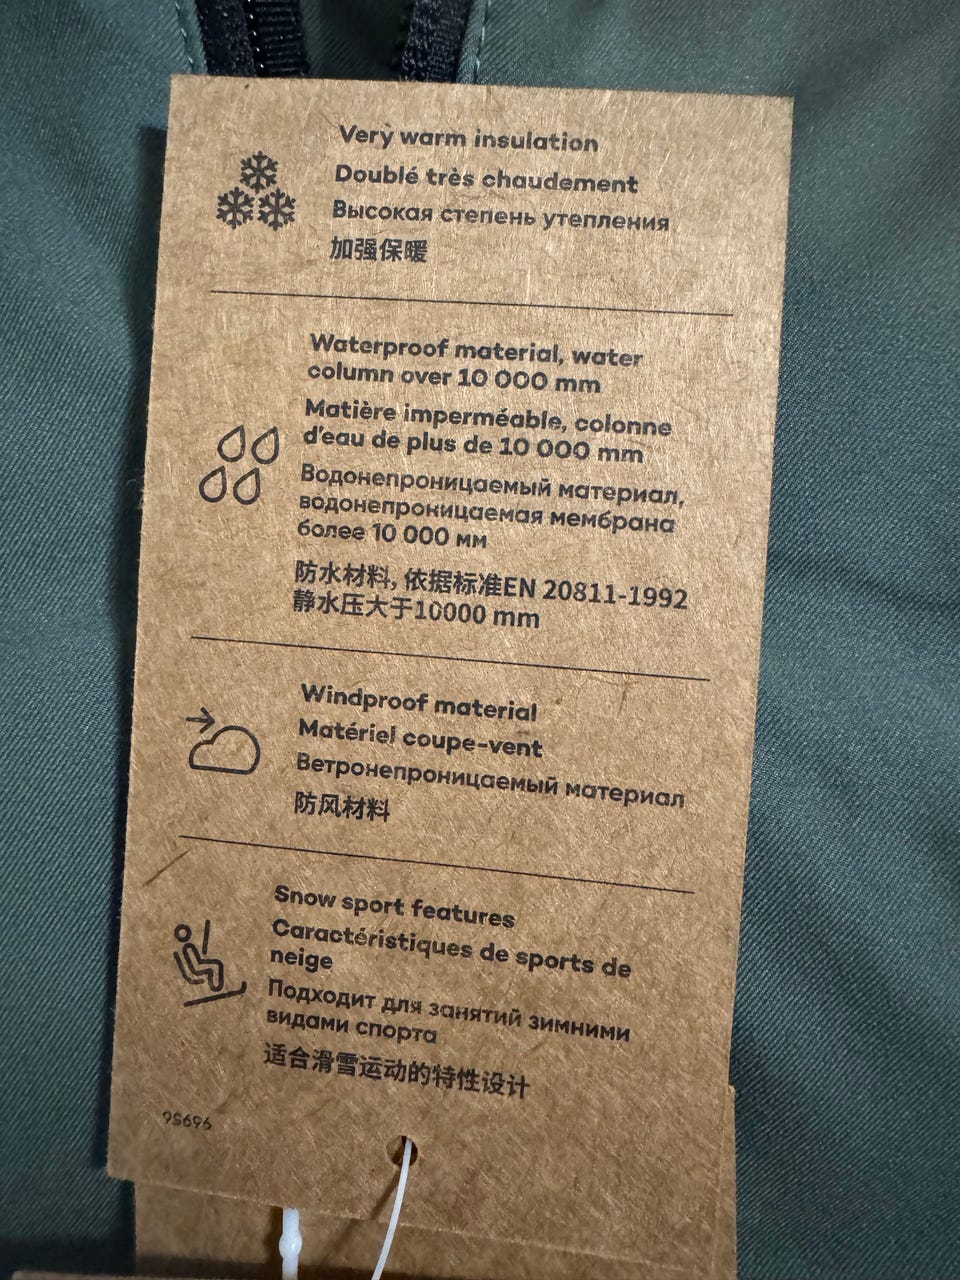 Very warm insulation
Doublé très chaudement
Высокая степень утепления
加强保暖
Waterproof material, water
column over 10 000 mm
Matière imperméable, colonne
d'eau de plus de 10 000 mm
Водонепроницаемый материал,
водонепроницаемая мембрана
более 10 000 мм
防水材料, 依据标准EN 20811-1992
静水压大于10000 mm
Windproof material
Matériel coupe-vent
Ветронепроницаемый материал
防风材料
Snow sport features
Caractéristiques de sports de
neige
Подходит для занятий зимними
видами спорта
适合滑雪运动的特性设计